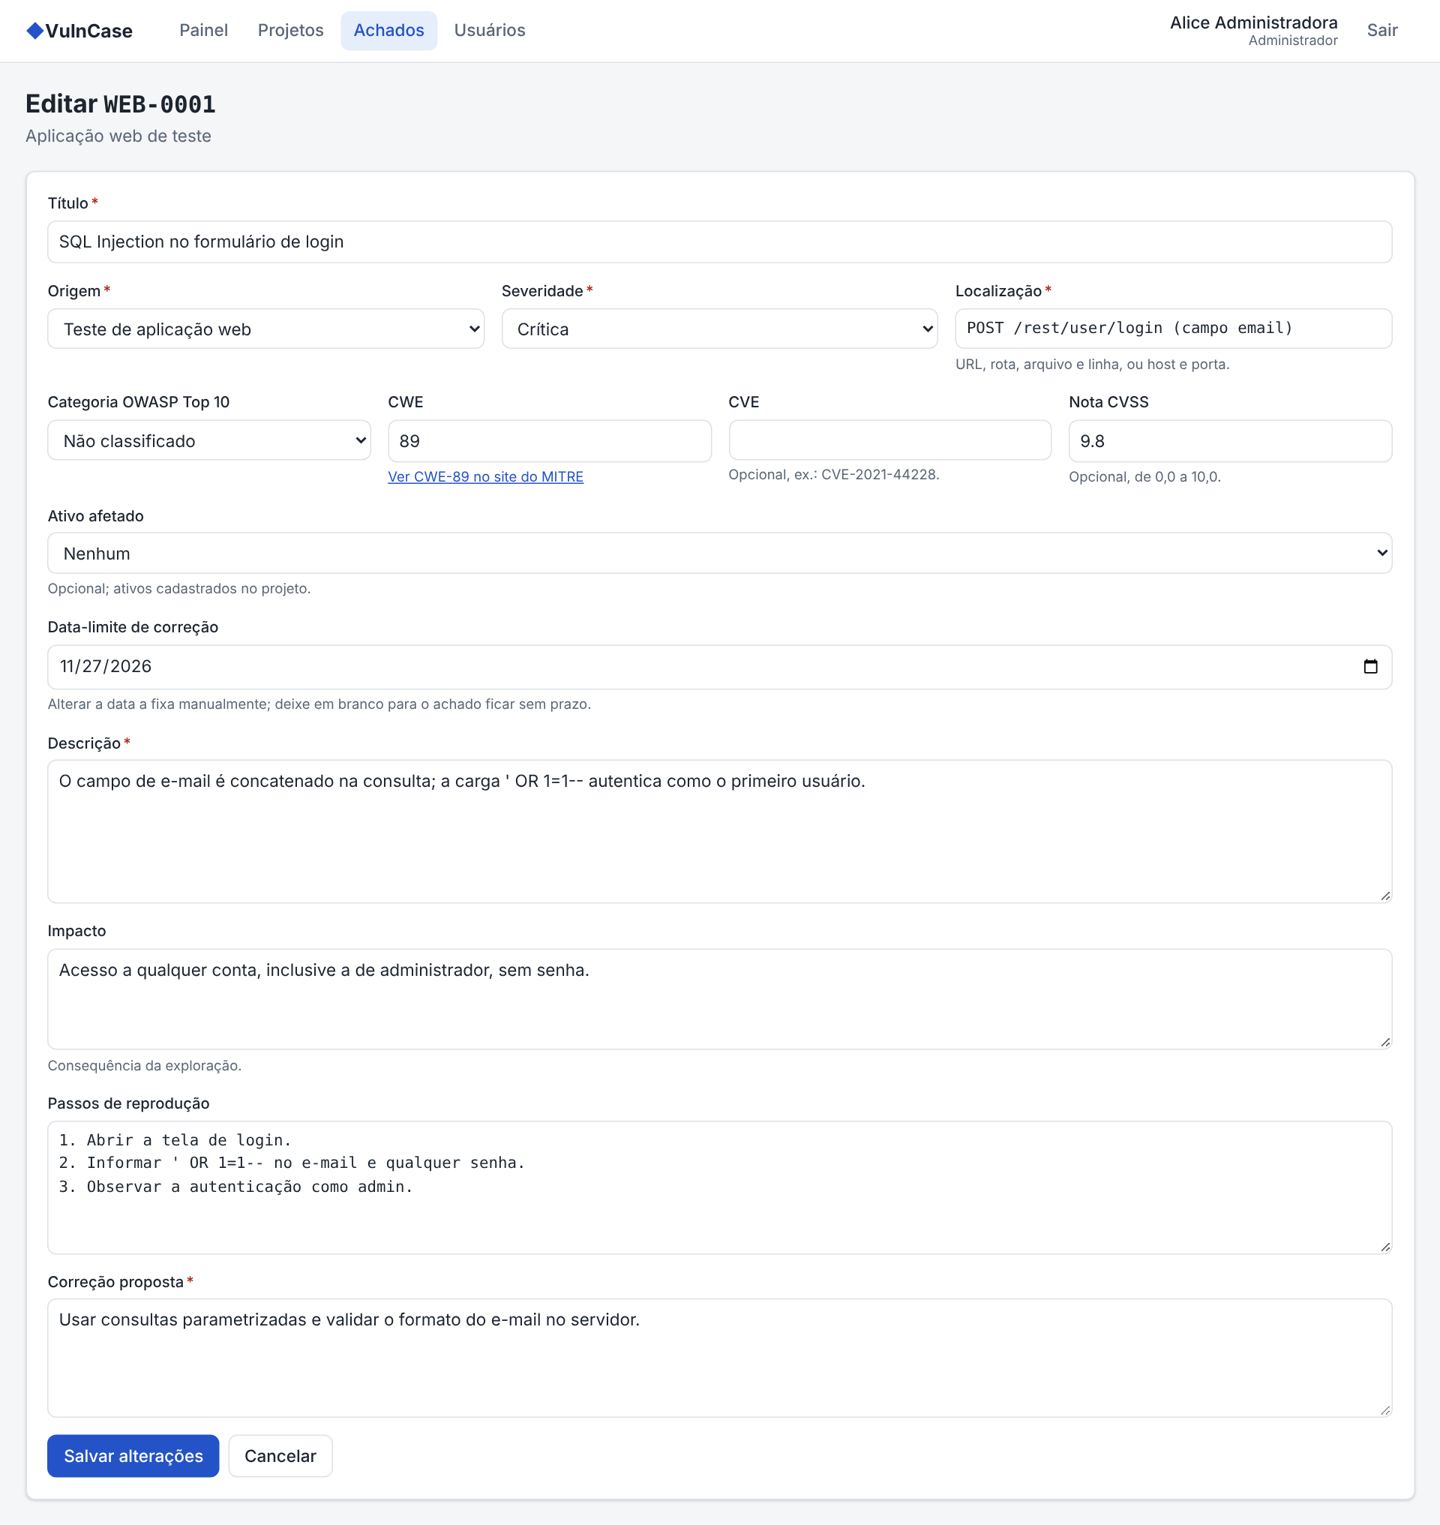 VulnCase Painel Projetos Achados Usuários Alice Administradora Sair
Administrador
Editar WEB-0001
Aplicação web de teste
Título *
SQL Injection no formulário de login
Origem * Severidade * Localização *
Teste de aplicação web Crítica POST /rest/user/login (campo email)
URL, rota, arquivo e linha, ou host e porta.
Categoria OWASP Top 10 CWE CVE Nota CVSS
Não classificado 89 9.8
Ver CWE-89 no site do MITRE Opcional, ex.: CVE-2021-44228. Opcional, de 0,0 a 10,0.
Ativo afetado
Nenhum
Opcional; ativos cadastrados no projeto.
Data-limite de correção
11/27/2026
Alterar a data a fixa manualmente; deixe em branco para o achado ficar sem prazo.
Descrição *
O campo de e-mail é concatenado na consulta; a carga ' OR 1=1-- autentica como o primeiro usuário.
Impacto
Acesso a qualquer conta, inclusive a de administrador, sem senha.
Consequência da exploração.
Passos de reprodução
1. Abrir a tela de login.
2. Informar ' OR 1=1-- no e-mail e qualquer senha.
3. Observar a autenticação como admin.
Correção proposta *
Usar consultas parametrizadas e validar o formato do e-mail no servidor.
Salvar alterações Cancelar